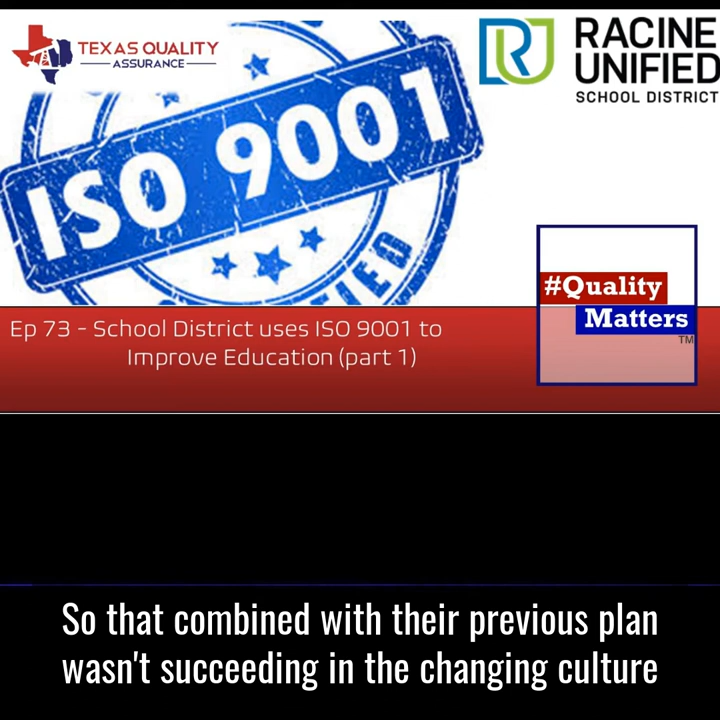 TEXAS QUALITY
ASSURANCE
RACINE
UNIFIED
SCHOOL DISTRICT
ISO 9001
CERTIFIED
#Quality
Matters
TM
Ep 73 - School District uses ISO 9001 to
Improve Education (part 1)
So that combined with their previous plan
wasn't succeeding in the changing culture